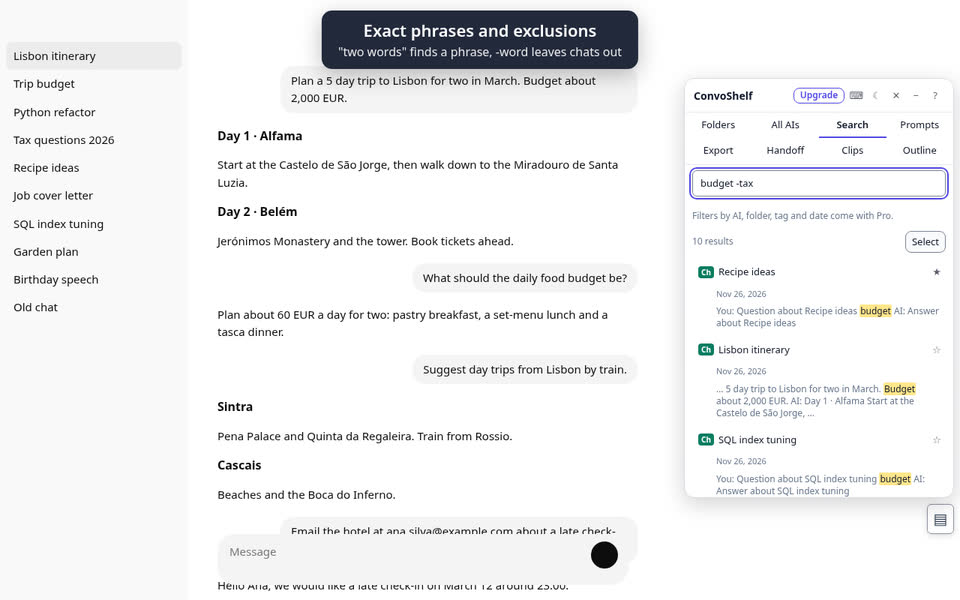 Exact phrases and exclusions
"two words" finds a phrase, -word leaves chats out
Lisbon itinerary
Trip budget
Python refactor
Tax questions 2026
Recipe ideas
Job cover letter
SQL index tuning
Garden plan
Birthday speech
Old chat
Plan a 5 day trip to Lisbon for two in March. Budget about
2,000 EUR.
Day 1 · Alfama
Start at the Castelo de São Jorge, then walk down to the Miradouro de Santa
Luzia.
Day 2 · Belém
Jerónimos Monastery and the tower. Book tickets ahead.
What should the daily food budget be?
Plan about 60 EUR a day for two: pastry breakfast, a set-menu lunch and a
tasca dinner.
Suggest day trips from Lisbon by train.
Sintra
Pena Palace and Quinta da Regaleira. Train from Rossio.
Cascais
Beaches and the Boca do Inferno.
Email the hotel at ana.silva@example.com about a late check-
Message
Hello Ana, we would like a late check-in on March 12 around 23:00.
ConvoShelf
Upgrade
?
Folders
All AIs
Search
Prompts
Export
Handoff
Clips
Outline
budget -tax
Filters by AI, folder, tag and date come with Pro.
10 results
Select
Ch Recipe ideas
Nov 26, 2026
You: Question about Recipe ideas budget AI: Answer
about Recipe ideas
Ch Lisbon itinerary
Nov 26, 2026
... 5 day trip to Lisbon for two in March. Budget
about 2,000 EUR. AI: Day 1 · Alfama Start at the
Castelo de São Jorge, ...
Ch SQL index tuning
Nov 26, 2026
You: Question about SQL index tuning budget AI:
Answer about SQL index tuning